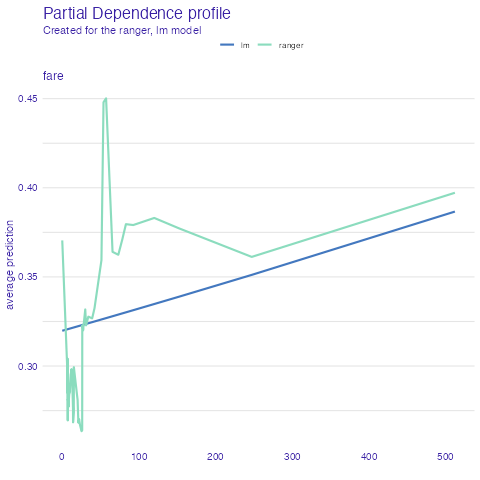 Partial Dependence profile
Created for the ranger, lm model
lm ranger
fare
0.45
0.40
0.35
0.30
average prediction
0 100 200 300 400 500